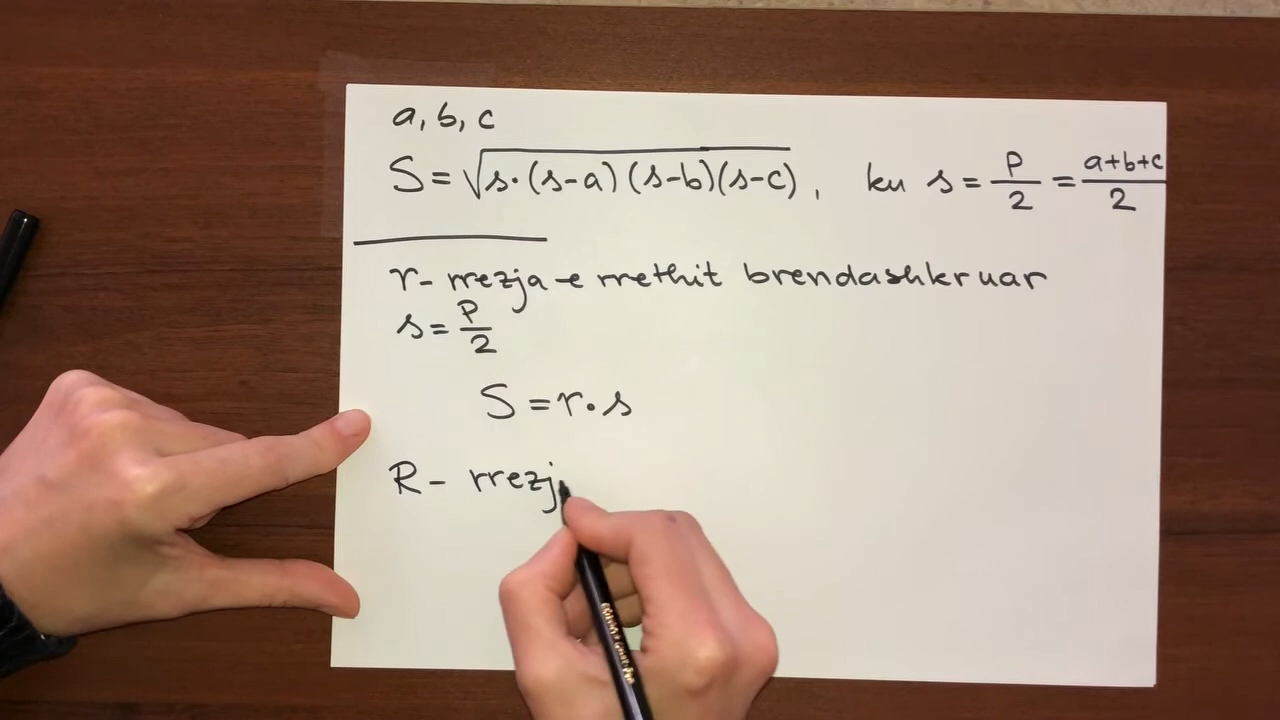 a, b, c
S = √s·(s-a)(s-b)(s-c), ku s = P/2 = a+b+c/2
r - rrezja e rrethit brendashkruar
s = P/2
S = r·s
R - rrezj